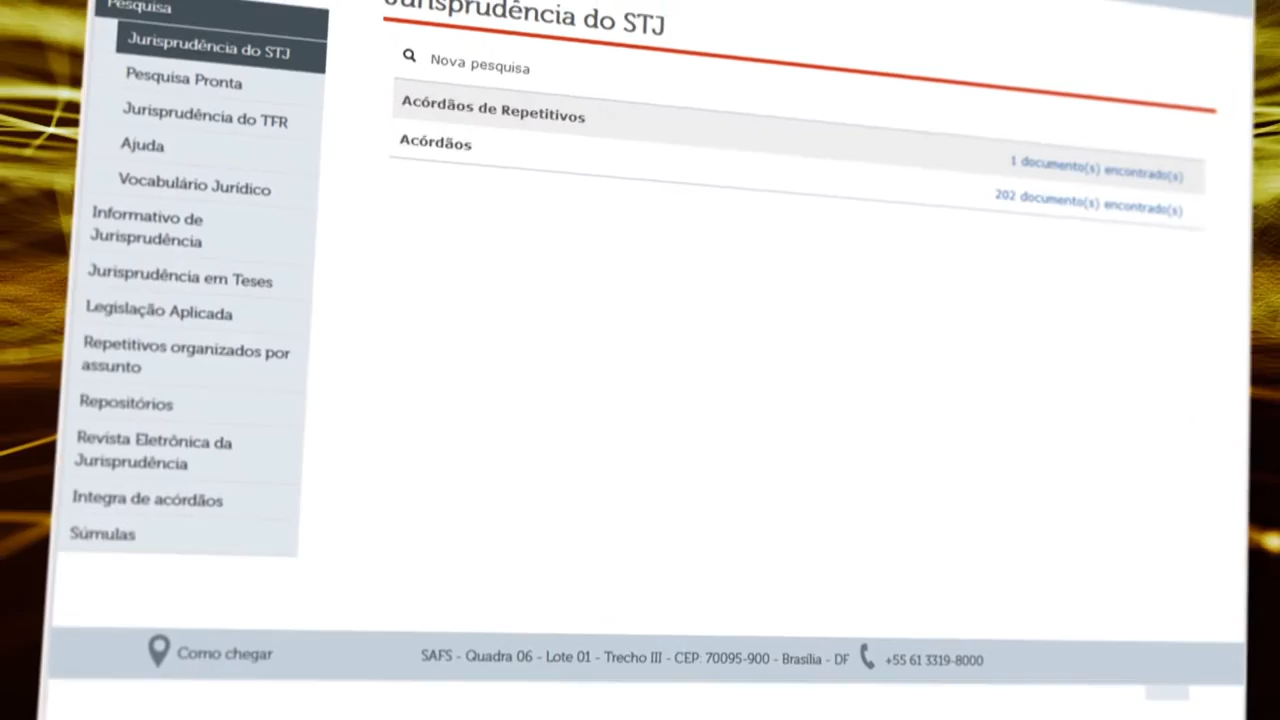 Pesquisa
Jurisprudência do STJ
Pesquisa Pronta
Jurisprudência do TFR
Ajuda
Vocabulário Jurídico
Informativo de
Jurisprudência
Jurisprudência em Teses
Legislação Aplicada
Repetitivos organizados por
assunto
Repositórios
Revista Eletrônica da
Jurisprudência
Integra de acórdãos
Súmulas
Jurisprudência do STJ
Nova pesquisa
Acórdãos de Repetitivos
1 documento(s) encontrado(s)
Acórdãos
202 documento(s) encontrado(s)
Como chegar
SAFS - Quadra 06 - Lote 01 - Trecho III - CEP: 70095-900 - Brasília - DF
+55 61 3319-8000